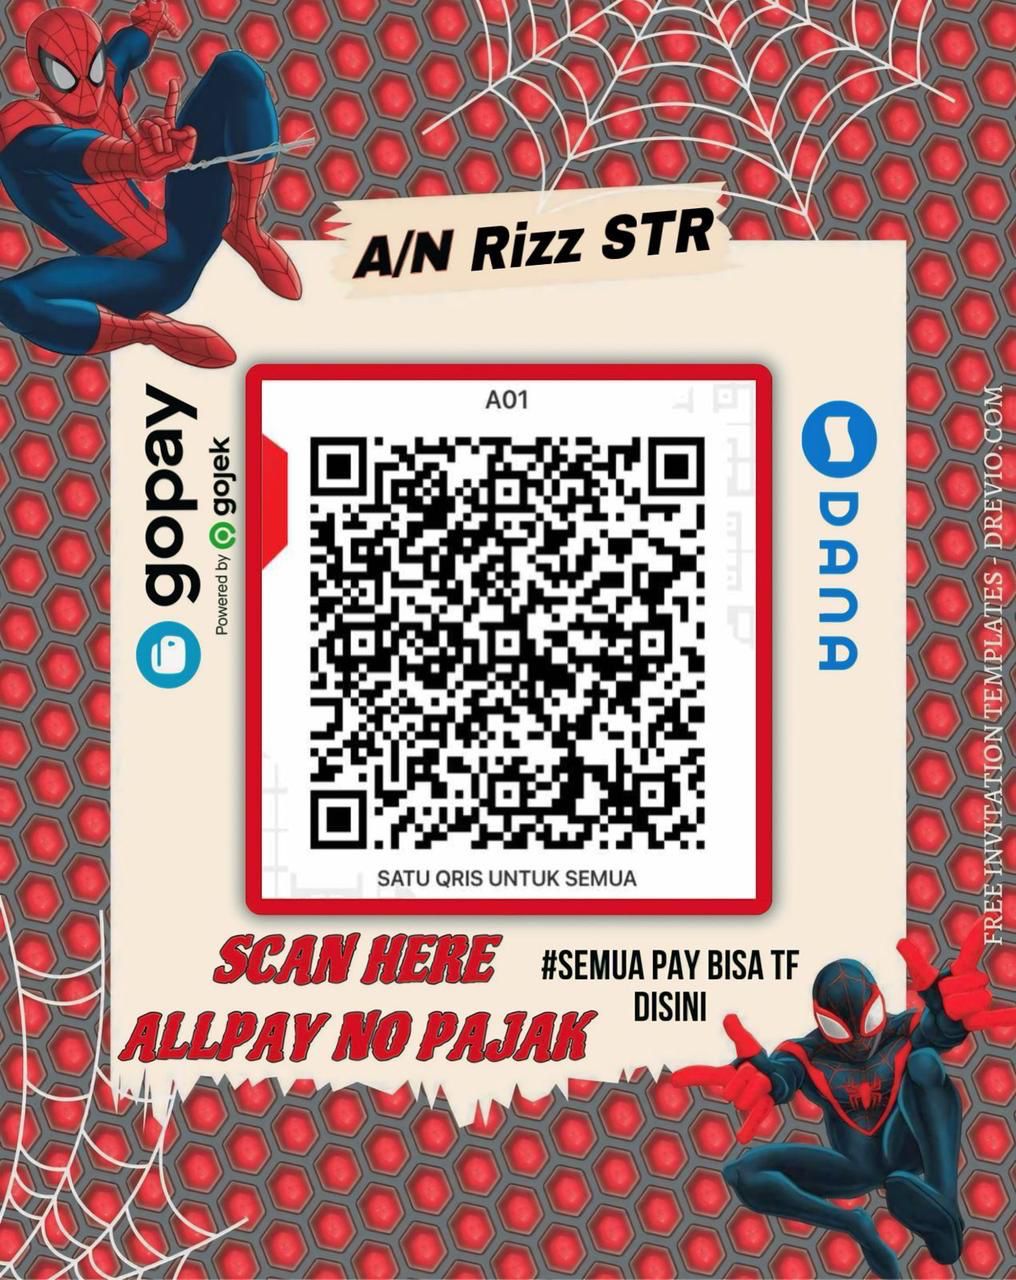 A/N Rizz STR
A01
gopay
Powered by gojek
DANA
SATU QRIS UNTUK SEMUA
SCAN HERE
ALLPAY NO PAJAK
#SEMUA PAY BISA TF
DISINI
FREE INVITATION TEMPLATES - DREVIO.COM